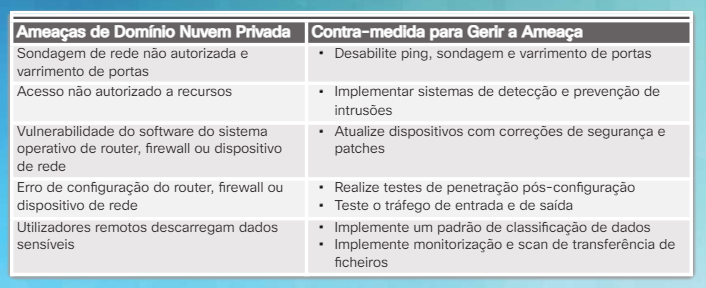 Ameaças de Domínio Nuvem Privada
Contra-medida para Gerir a Ameaça
Sondagem de rede não autorizada e
varrimento de portas
• Desabilite ping, sondagem e varrimento de portas
Acesso não autorizado a recursos
• Implementar sistemas de detecção e prevenção de
intrusões
Vulnerabilidade do software do sistema
operativo de router, firewall ou dispositivo
de rede
• Atualize dispositivos com correções de segurança e
patches
Erro de configuração do router, firewall ou
dispositivo de rede
• Realize testes de penetração pós-configuração
• Teste o tráfego de entrada e de saída
Utilizadores remotos descarregam dados
sensíveis
• Implemente um padrão de classificação de dados
• Implemente monitorização e scan de transferência de
ficheiros